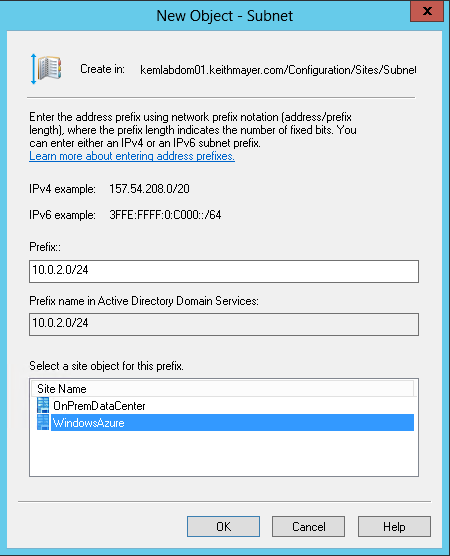 New Object - Subnet
x
Create in: kemlabdom01.keithmayer.com/Configuration/Sites/Subnet
Enter the address prefix using network prefix notation (address/prefix
length), where the prefix length indicates the number of fixed bits. You
can enter either an IPv4 or an IPv6 subnet prefix.
Learn more about entering address prefixes.
IPv4 example: 157.54.208.0/20
IPv6 example: 3FFE:FFFF:0:C000::/64
Prefix::
10.0.2.0/24
Prefix name in Active Directory Domain Services:
10.0.2.0/24
Select a site object for this prefix.
Site Name
OnPremDataCenter
WindowsAzure
OK Cancel Help